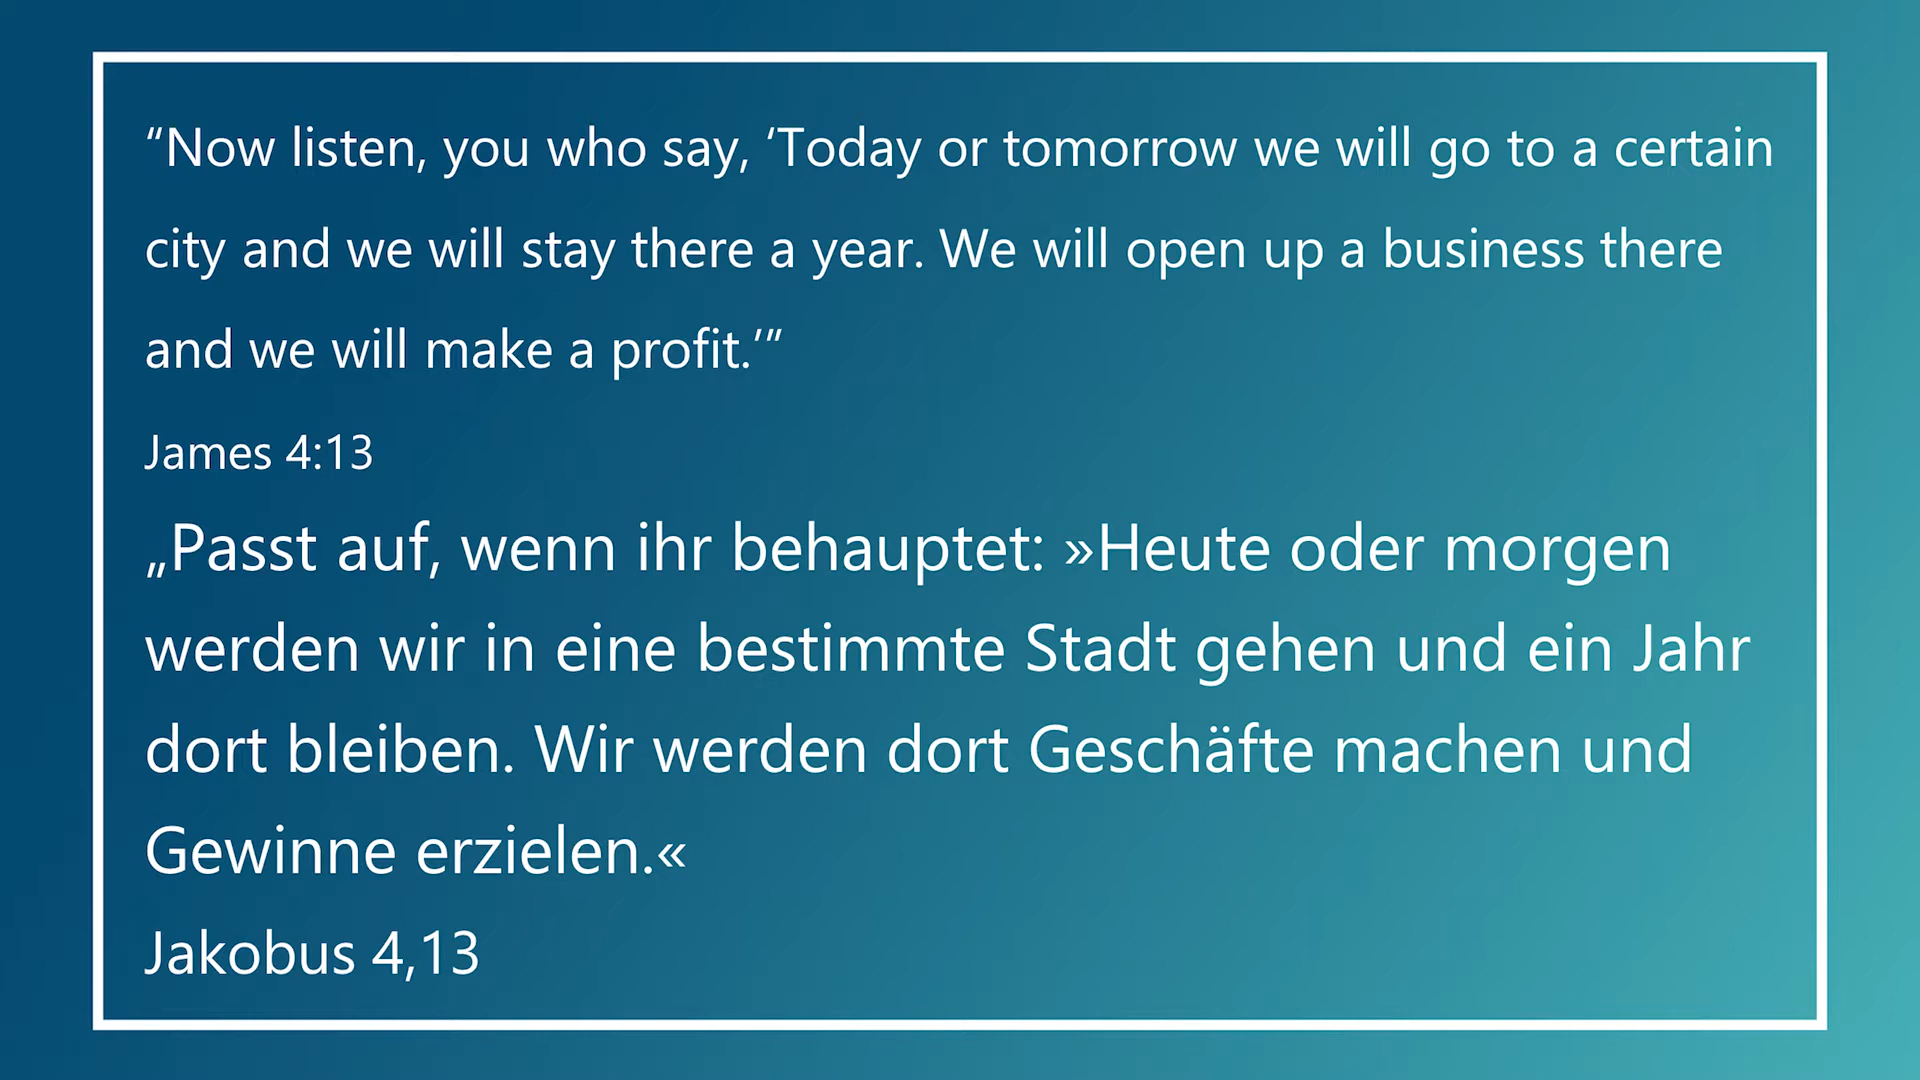 “Now listen, you who say, ‘Today or tomorrow we will go to a certain
city and we will stay there a year. We will open up a business there
and we will make a profit.’”
James 4:13
„Passt auf, wenn ihr behauptet: »Heute oder morgen
werden wir in eine bestimmte Stadt gehen und ein Jahr
dort bleiben. Wir werden dort Geschäfte machen und
Gewinne erzielen.«
Jakobus 4,13